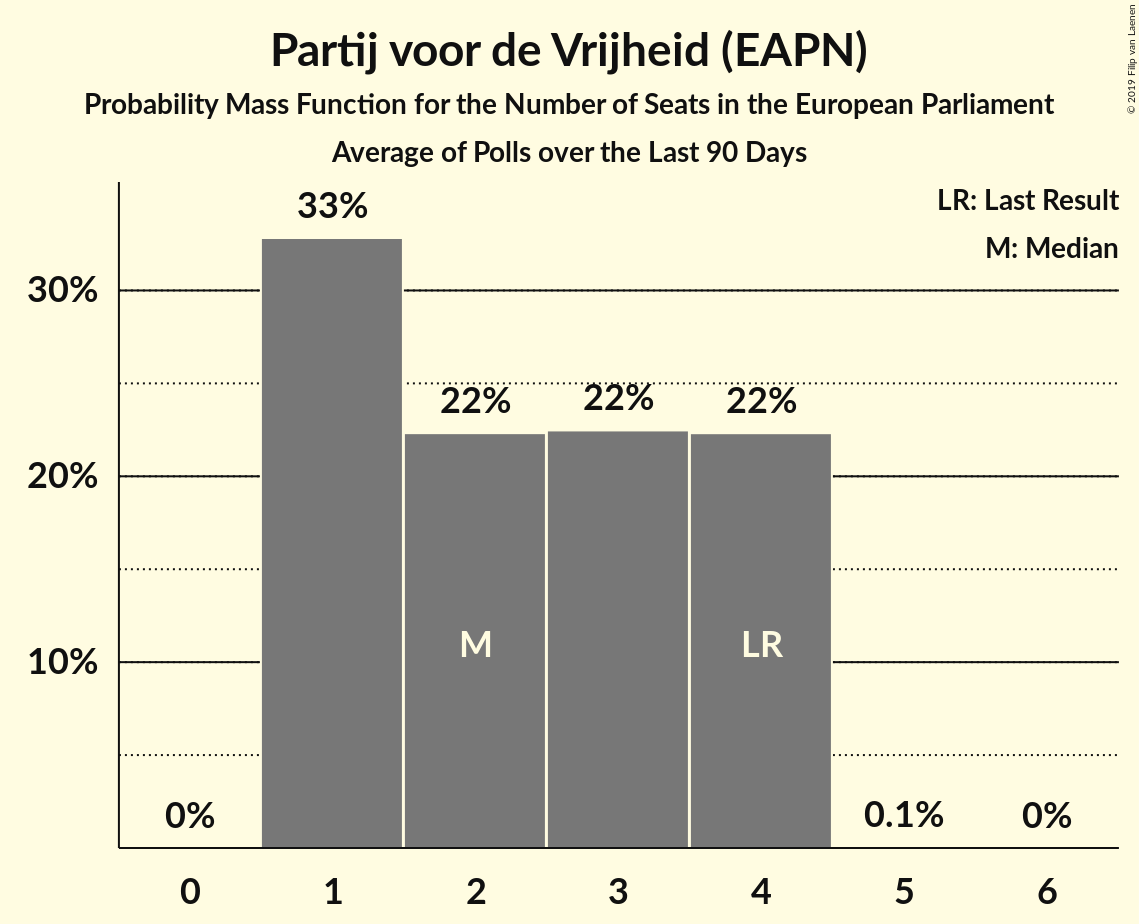 Partij voor de Vrijheid (EAPN)
Probability Mass Function for the Number of Seats in the European Parliament
Average of Polls over the Last 90 Days
© 2019 Filip van Laenen
LR: Last Result
M: Median
33%
30%
22% 22% 22%
20%
M LR
10%
0% 0.1% 0%
0 1 2 3 4 5 6